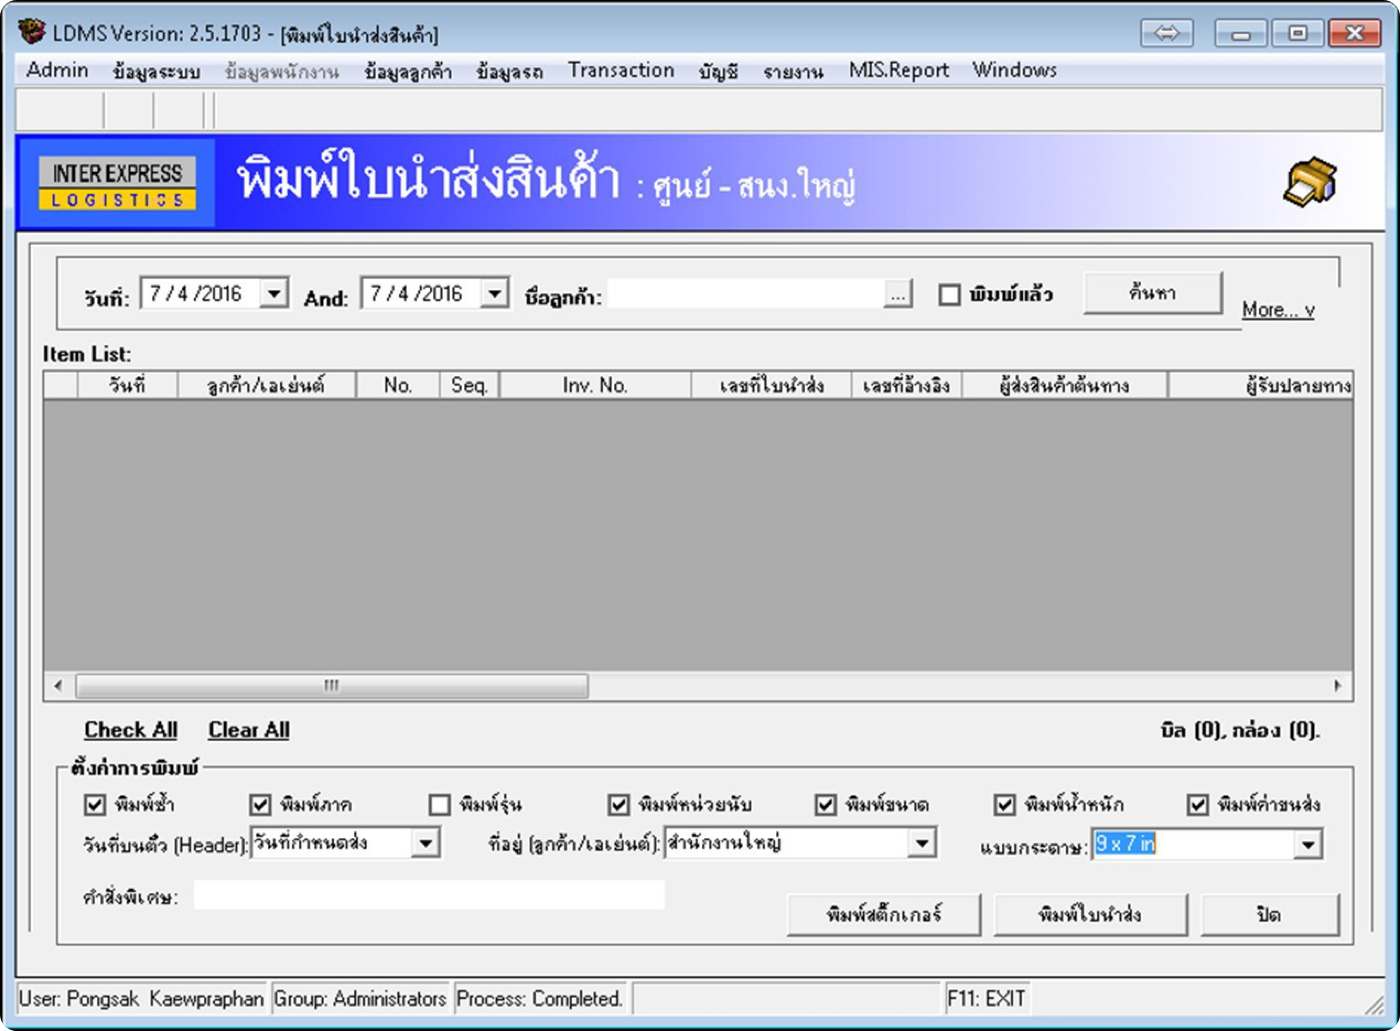 LDMS Version: 2.5.1703 - [พิมพ์ใบนำส่งสินค้า]
Admin ข้อมูลระบบ ข้อมูลพนักงาน ข้อมูลลูกค้า ข้อมูลรถ Transaction บัญชี รายงาน MIS.Report Windows
INTER EXPRESS
LOGISTICS
พิมพ์ใบนำส่งสินค้า : ศูนย์ - สนง.ใหญ่
วันที่: 7 / 4 /2016 And: 7 / 4 /2016 ชื่อลูกค้า: ... พิมพ์แล้ว ค้นหา
More... v
Item List:
วันที่ ลูกค้า/เอเย่นต์ No. Seq. Inv. No. เลขที่ใบนำส่ง เลขที่อ้างอิง ผู้ส่งสินค้าต้นทาง ผู้รับปลายทาง
Check All Clear All บิล (0), กล่อง (0).
ตั้งค่าการพิมพ์
พิมพ์ซ้ำ พิมพ์ภาค พิมพ์รุ่น พิมพ์หน่วยนับ พิมพ์ขนาด พิมพ์น้ำหนัก พิมพ์ค่าขนส่ง
วันที่บนตั๋ว (Header): วันที่กำหนดส่ง ที่อยู่ (ลูกค้า/เอเย่นต์): สำนักงานใหญ่ แบบกระดาษ: 9 x 7 in
คำสั่งพิเศษ:
พิมพ์สติ๊กเกอร์ พิมพ์ใบนำส่ง ปิด
User: Pongsak Kaewpraphan Group: Administrators Process: Completed. F11: EXIT